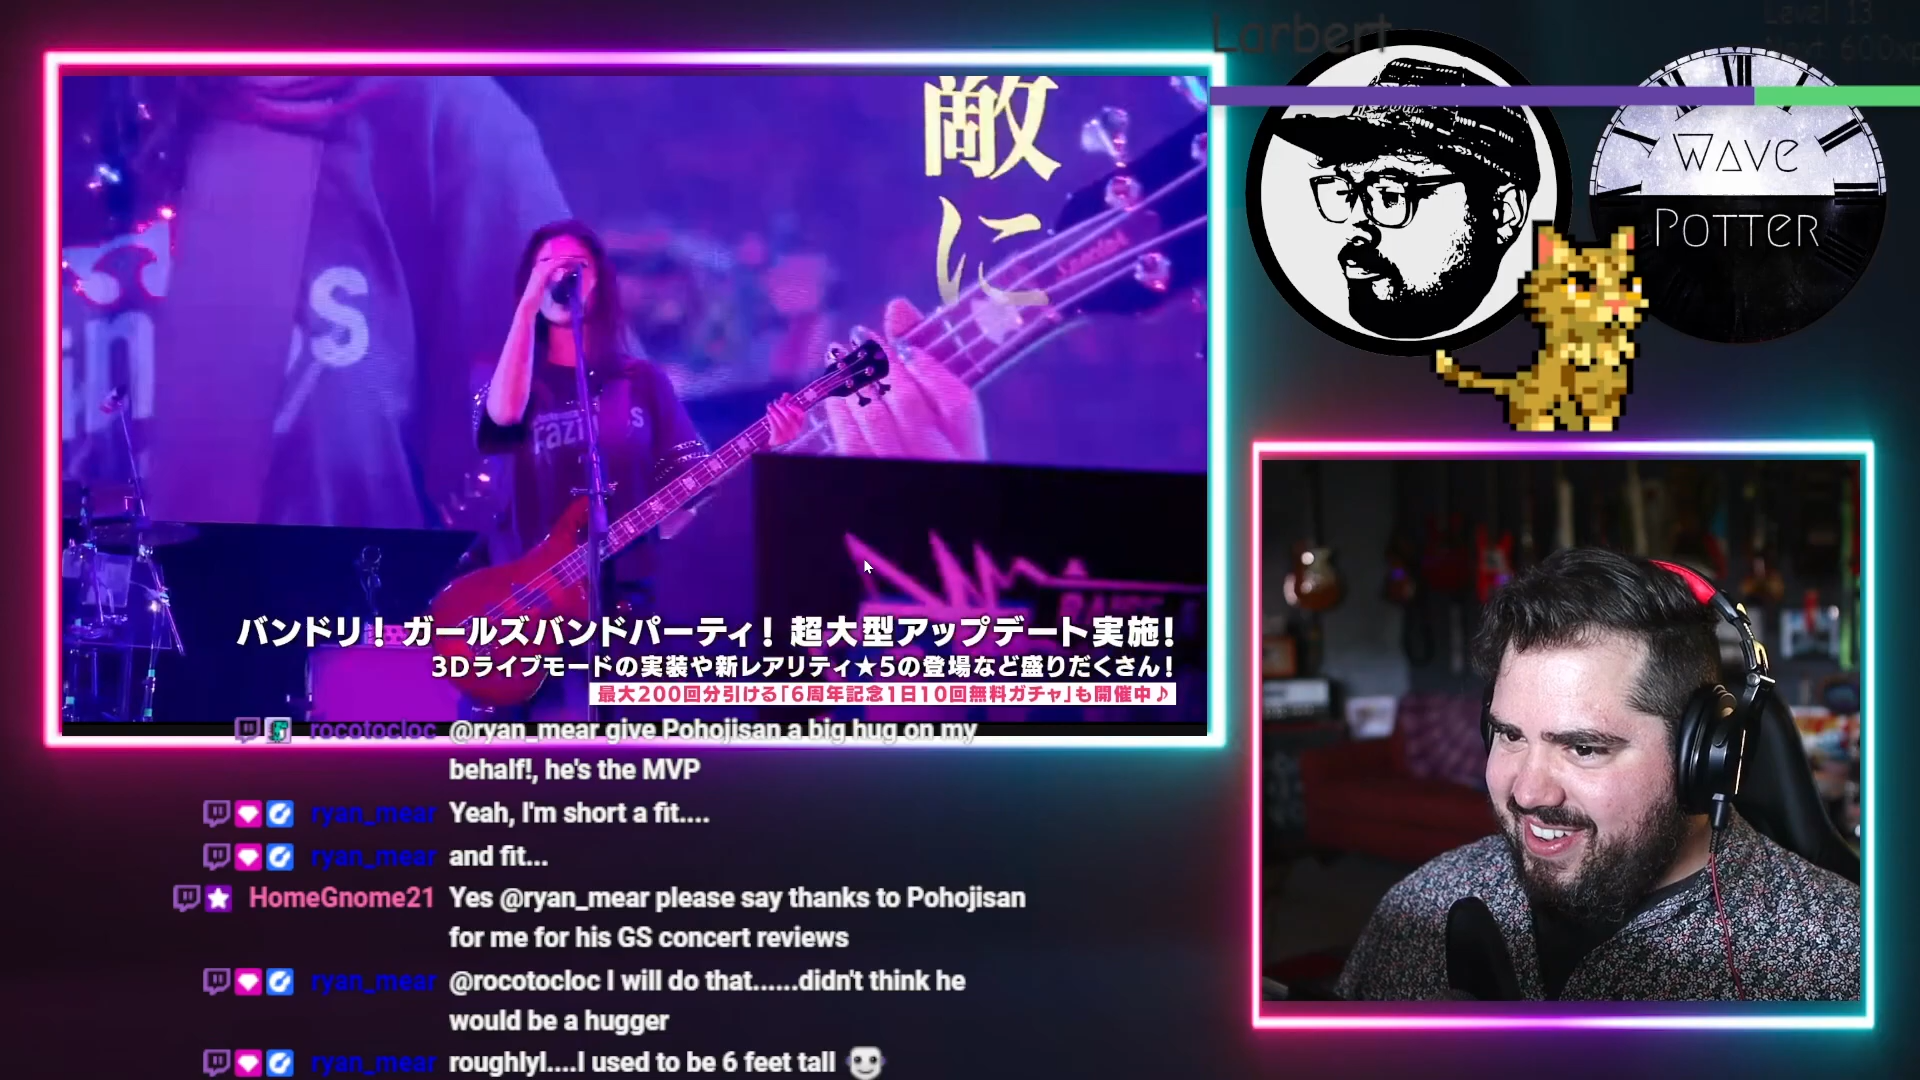 Larbert
Level 13
Next 600xp
敵に
WAVE
POTTER
S
Fazi
バンドリ！ ガールズバンドパーティ！ 超大型アップデート実施！
3Dライブモードの実装や新レアリティ★5の登場など盛りだくさん！
最大200回分引ける「6周年記念1日10回無料ガチャ」も開催中♪
rocotocloc @ryan_mear give Pohojisan a big hug on my
behalf!, he's the MVP
ryan_mear Yeah, I'm short a fit....
ryan_mear and fit...
HomeGnome21 Yes @ryan_mear please say thanks to Pohojisan
for me for his GS concert reviews
ryan_mear @rocotocloc I will do that......didn't think he
would be a hugger
ryan_mear roughlyl....I used to be 6 feet tall